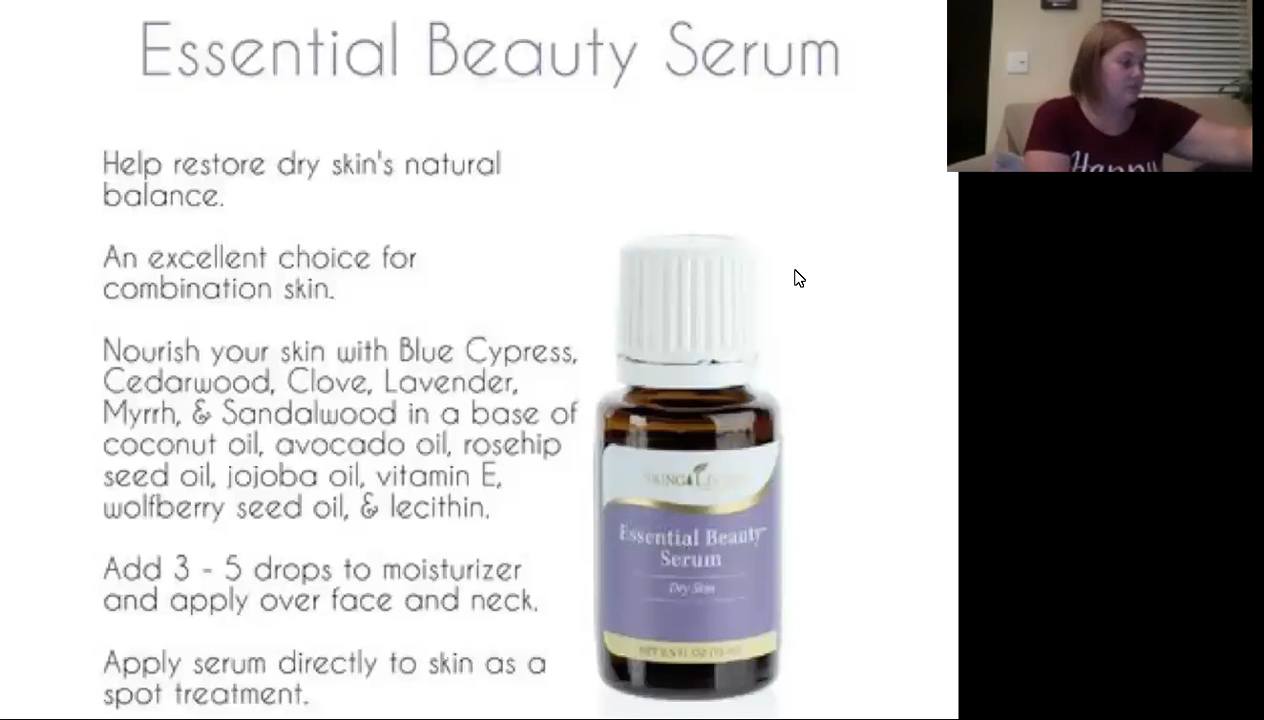 Essential Beauty Serum
Help restore dry skin's natural
balance.
An excellent choice for
combination skin.
Nourish your skin with Blue Cypress,
Cedarwood, Clove, Lavender,
Myrrh, & Sandalwood in a base of
coconut oil, avocado oil, rosehip
seed oil, jojoba oil, vitamin E,
wolfberry seed oil, & lecithin.
Add 3 - 5 drops to moisturizer
and apply over face and neck.
Apply serum directly to skin as a
spot treatment.
Happy
Essential Beauty™
Serum
Dry Skin